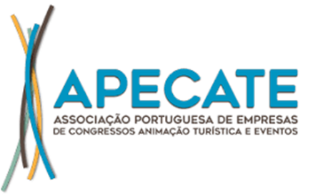 APECATE
ASSOCIAÇÃO PORTUGUESA DE EMPRESAS
DE CONGRESSOS ANIMAÇÃO TURÍSTICA E EVENTOS